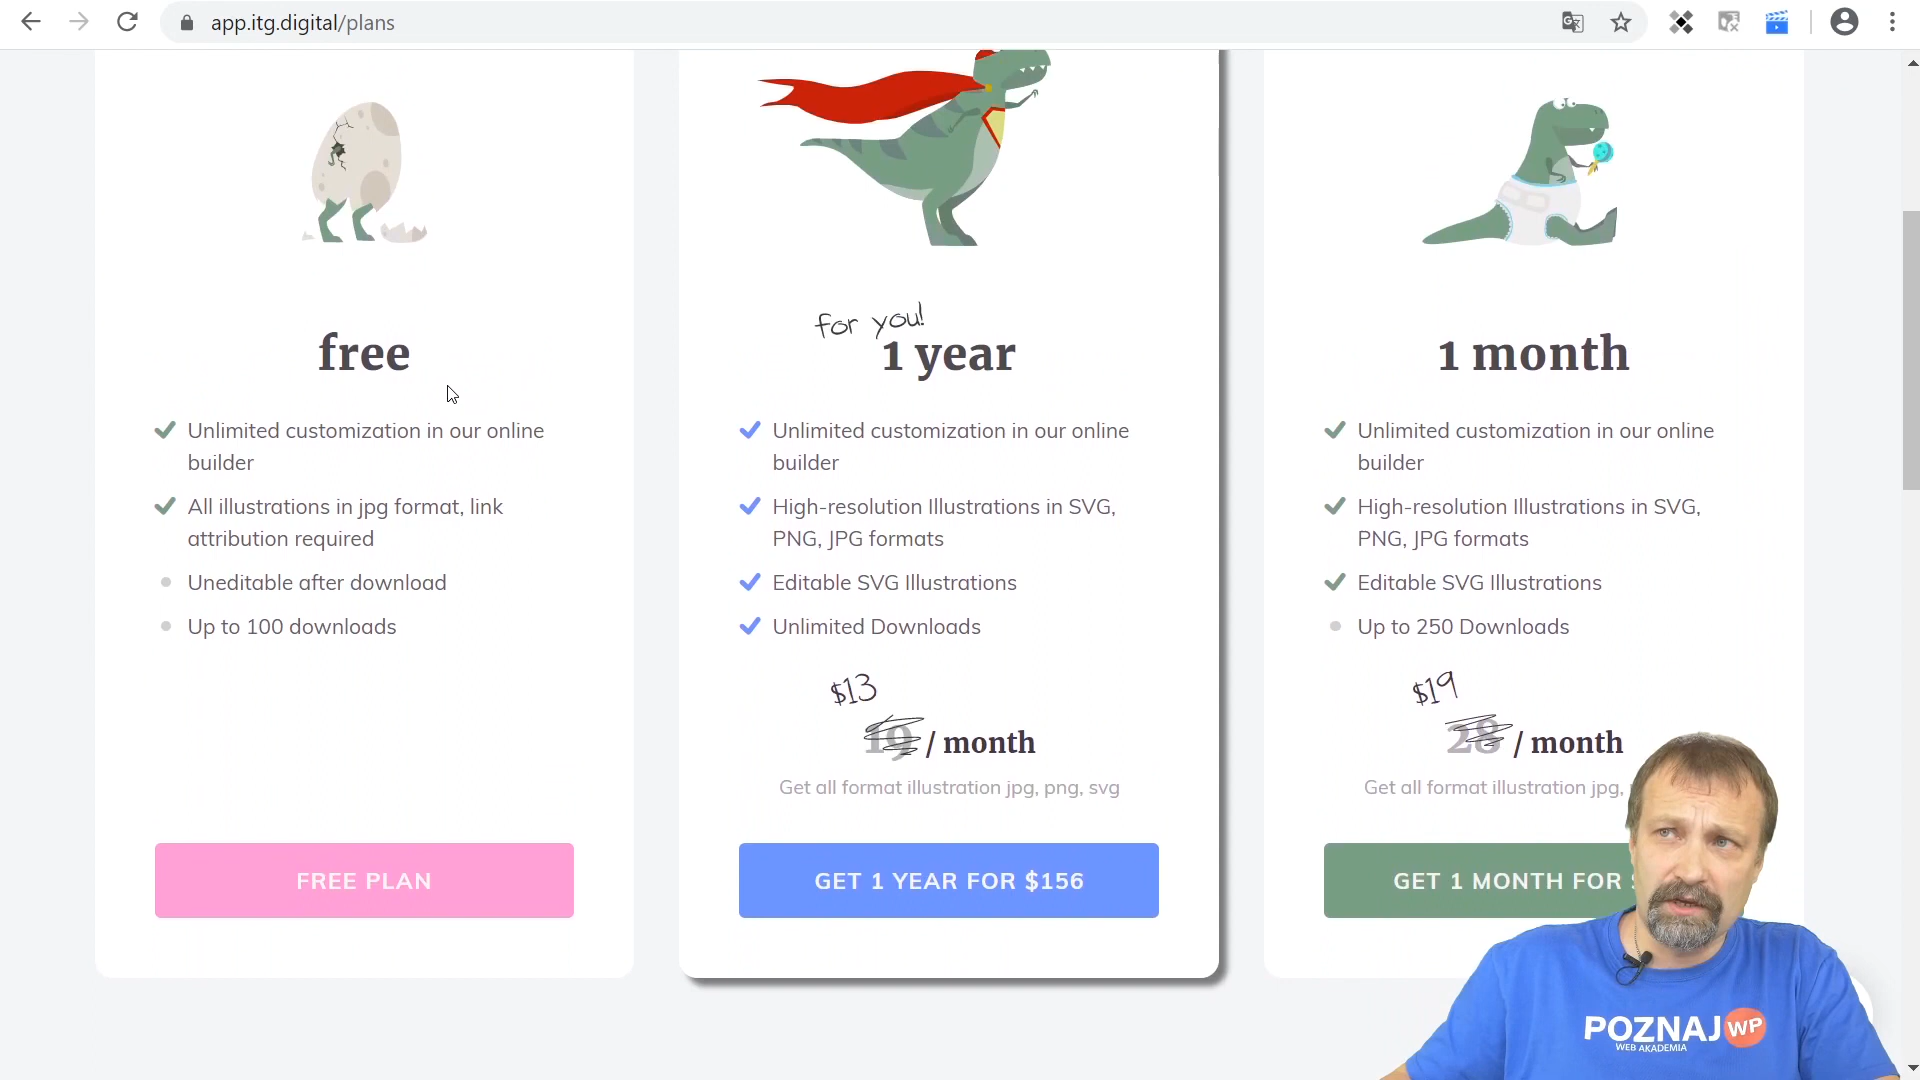 app.itg.digital/plans
free
Unlimited customization in our online
builder
All illustrations in jpg format, link
attribution required
Uneditable after download
Up to 100 downloads
FREE PLAN
for you!
1 year
Unlimited customization in our online
builder
High-resolution Illustrations in SVG,
PNG, JPG formats
Editable SVG Illustrations
Unlimited Downloads
$13
19 / month
Get all format illustration jpg, png, svg
GET 1 YEAR FOR $156
1 month
Unlimited customization in our online
builder
High-resolution Illustrations in SVG,
PNG, JPG formats
Editable SVG Illustrations
Up to 250 Downloads
$19
28 / month
Get all format illustration jpg,
GET 1 MONTH FOR
POZNAJ WP
WEB AKADEMIA